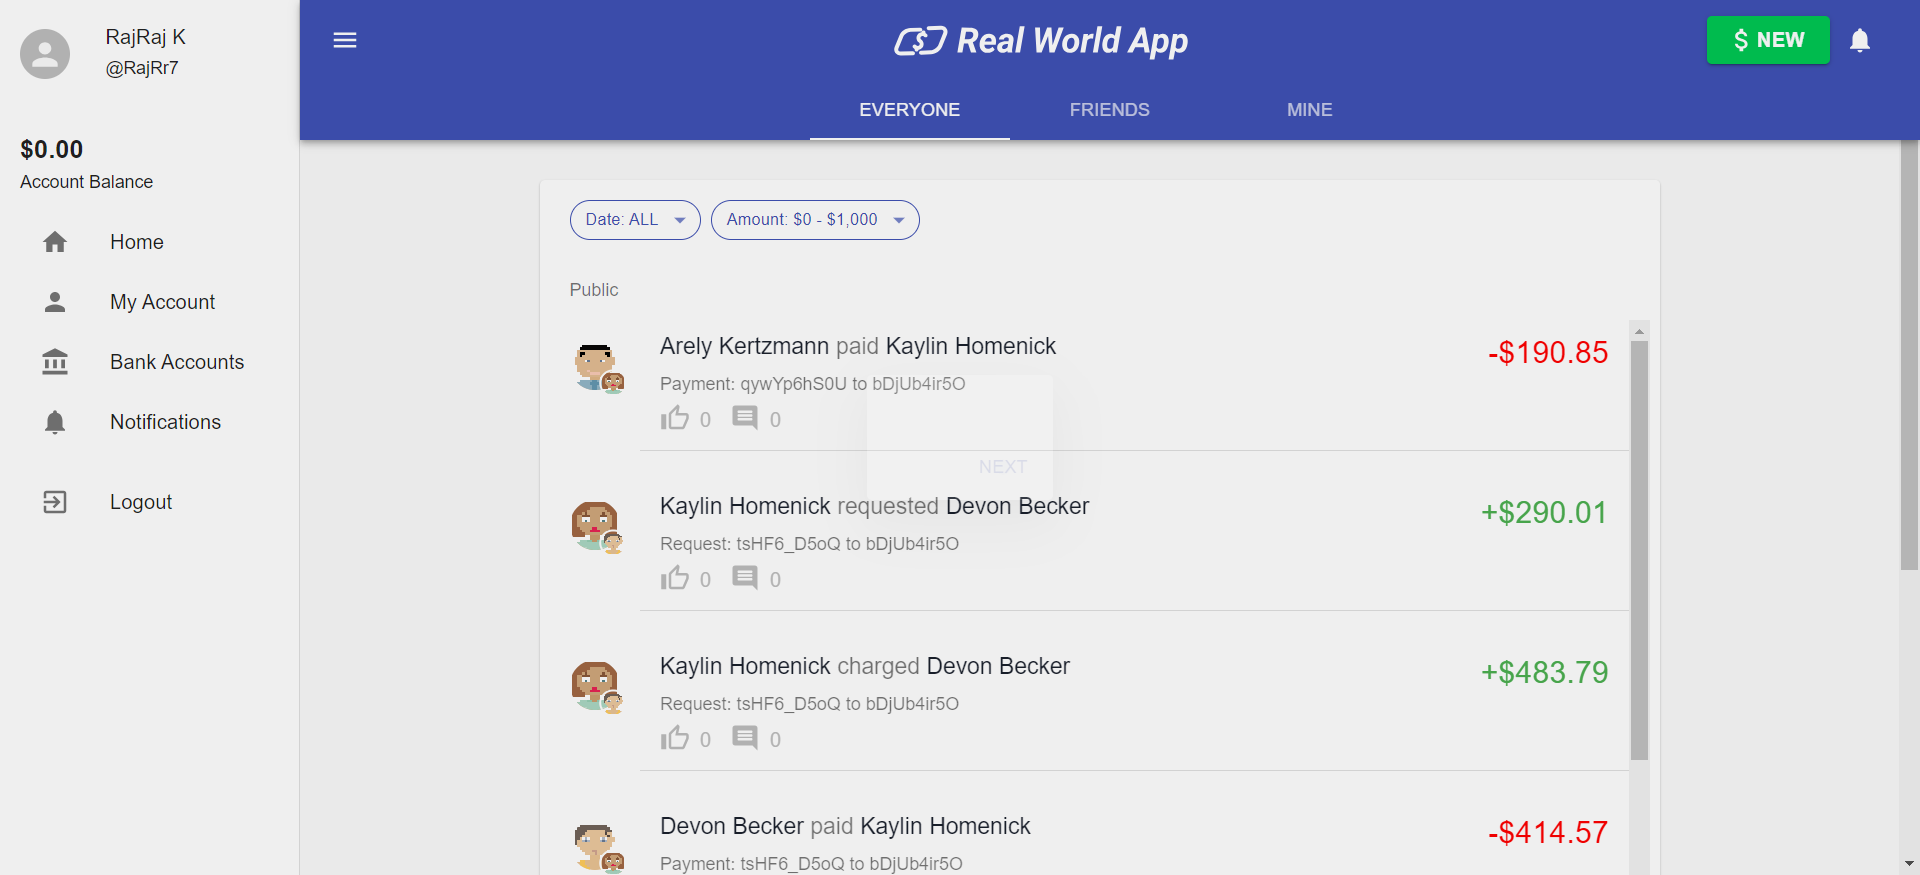 RajRaj K
@RajRr7
$0.00
Account Balance
Home
My Account
Bank Accounts
Notifications
Logout
Real World App
$ NEW
EVERYONE
FRIENDS
MINE
Date: ALL
Amount: $0 - $1,000
Public
Arely Kertzmann paid Kaylin Homenick
-$190.85
Payment: qywYp6hS0U to bDjUb4ir5O
0
0
NEXT
Kaylin Homenick requested Devon Becker
+$290.01
Request: tsHF6_D5oQ to bDjUb4ir5O
0
0
Kaylin Homenick charged Devon Becker
+$483.79
Request: tsHF6_D5oQ to bDjUb4ir5O
0
0
Devon Becker paid Kaylin Homenick
-$414.57
Payment: tsHF6_D5oQ to bDjUb4ir5O